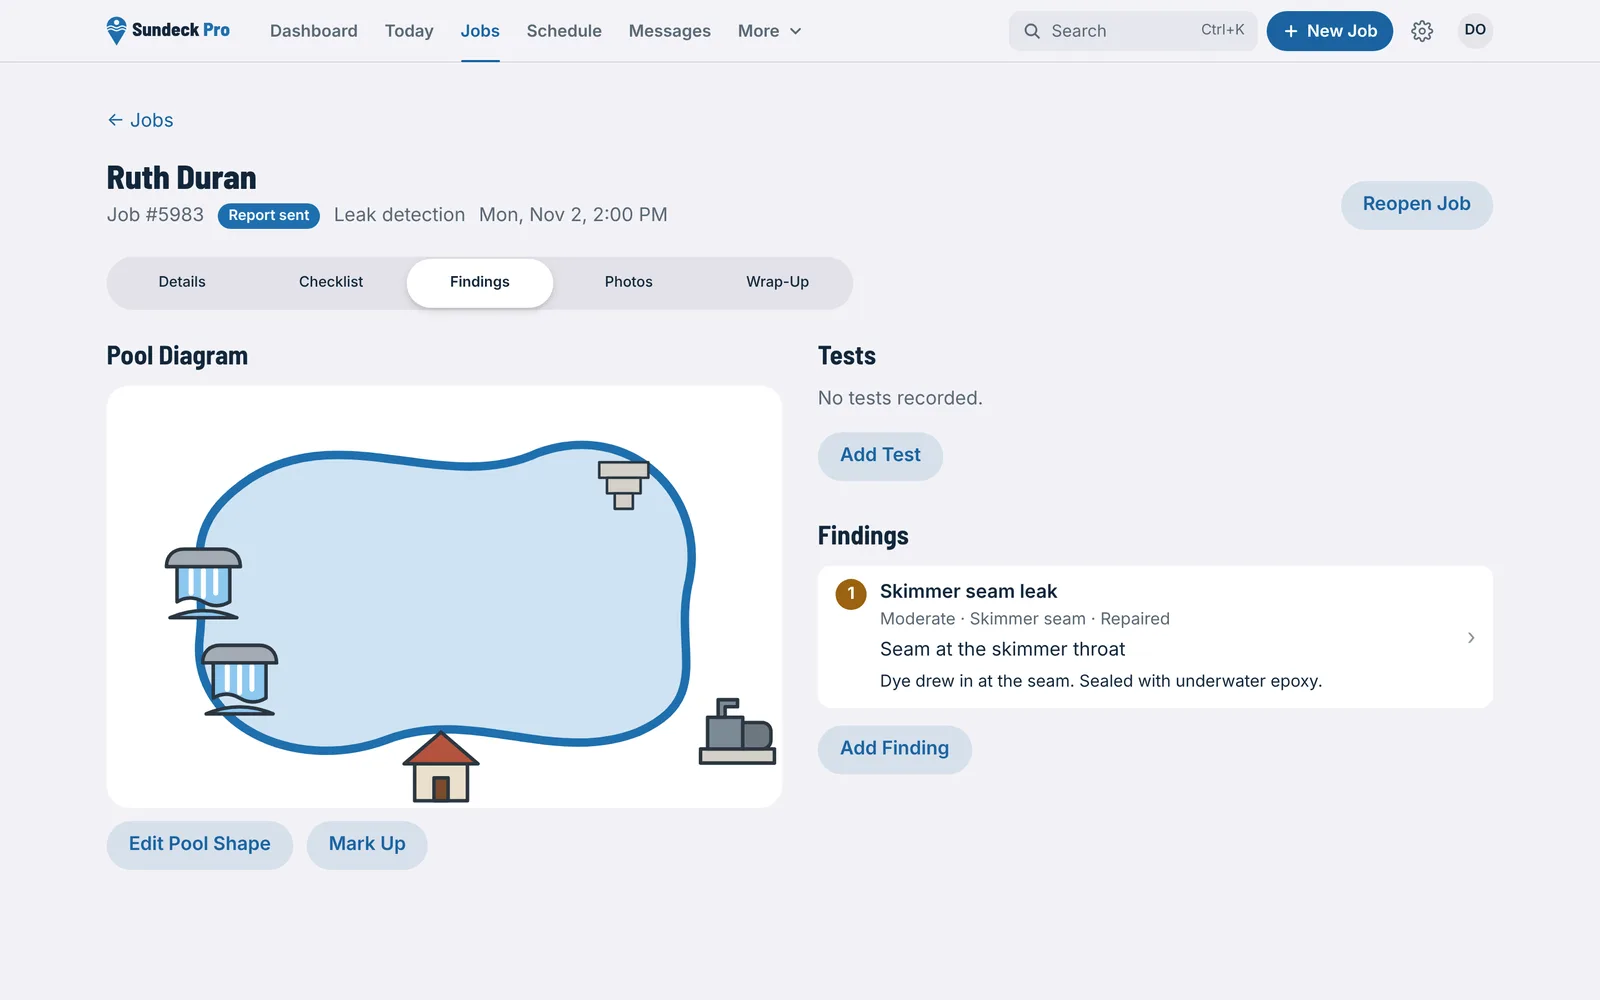 Sundeck Pro Dashboard Today Jobs Schedule Messages More Search Ctrl+K + New Job DO
← Jobs
Ruth Duran
Job #5983 Report sent Leak detection Mon, Nov 2, 2:00 PM
Reopen Job
Details Checklist Findings Photos Wrap-Up
Pool Diagram
Edit Pool Shape Mark Up
Tests
No tests recorded.
Add Test
Findings
1 Skimmer seam leak
Moderate · Skimmer seam · Repaired
Seam at the skimmer throat
Dye drew in at the seam. Sealed with underwater epoxy.
Add Finding